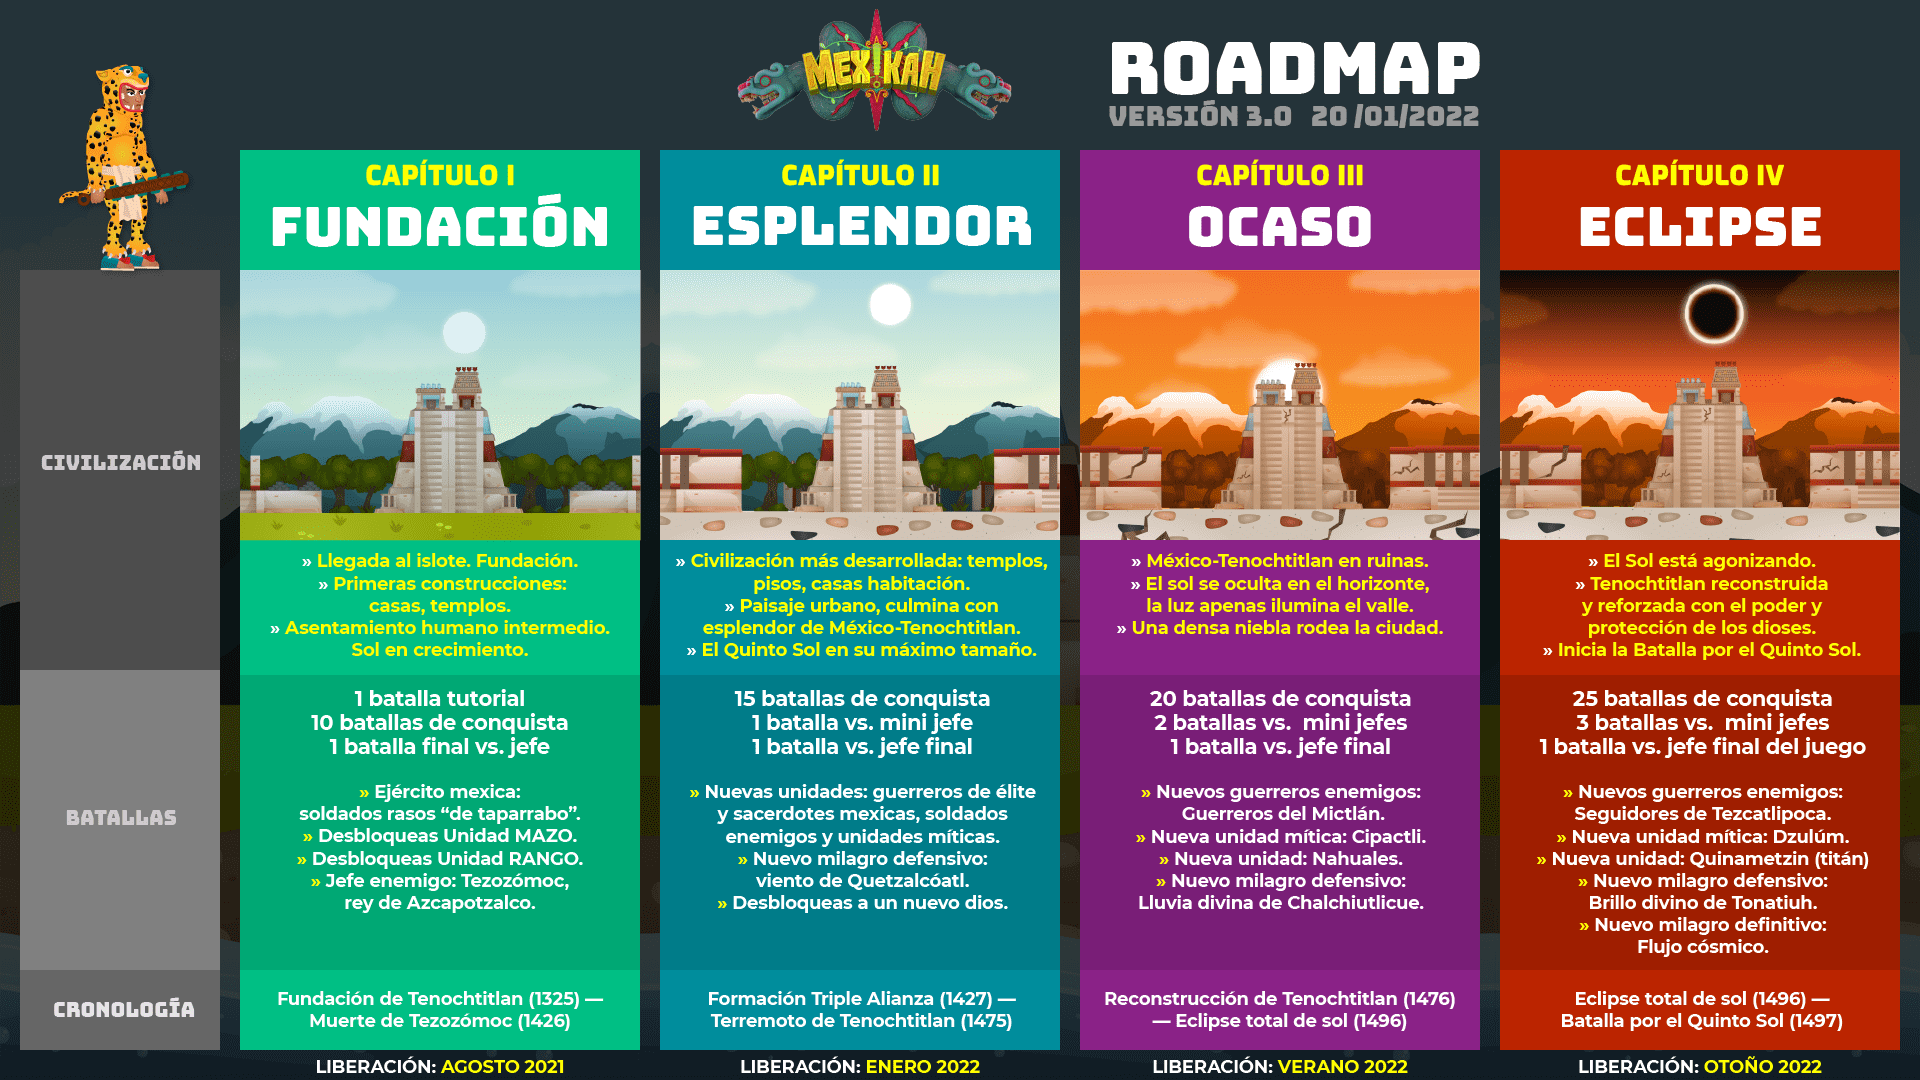 MEXIKAH
ROADMAP
VERSIÓN 3.0 20 /01/2022
CAPÍTULO I
FUNDACIÓN
CAPÍTULO II
ESPLENDOR
CAPÍTULO III
OCASO
CAPÍTULO IV
ECLIPSE
CIVILIZACIÓN
» Llegada al islote. Fundación.
» Primeras construcciones:
casas, templos.
» Asentamiento humano intermedio.
Sol en crecimiento.
» Civilización más desarrollada: templos,
pisos, casas habitación.
» Paisaje urbano, culmina con
esplendor de México-Tenochtitlan.
» El Quinto Sol en su máximo tamaño.
» México-Tenochtitlan en ruinas.
» El sol se oculta en el horizonte,
la luz apenas ilumina el valle.
» Una densa niebla rodea la ciudad.
» El Sol está agonizando.
» Tenochtitlan reconstruida
y reforzada con el poder y
protección de los dioses.
» Inicia la Batalla por el Quinto Sol.
BATALLAS
1 batalla tutorial
10 batallas de conquista
1 batalla final vs. jefe
» Ejército mexica:
soldados rasos “de taparrabo”.
» Desbloqueas Unidad MAZO.
» Desbloqueas Unidad RANGO.
» Jefe enemigo: Tezozómoc,
rey de Azcapotzalco.
15 batallas de conquista
1 batalla vs. mini jefe
1 batalla vs. jefe final
» Nuevas unidades: guerreros de élite
y sacerdotes mexicas, soldados
enemigos y unidades míticas.
» Nuevo milagro defensivo:
viento de Quetzalcóatl.
» Desbloqueas a un nuevo dios.
20 batallas de conquista
2 batallas vs. mini jefes
1 batalla vs. jefe final
» Nuevos guerreros enemigos:
Guerreros del Mictlán.
» Nueva unidad mítica: Cipactli.
» Nueva unidad: Nahuales.
» Nuevo milagro defensivo:
Lluvia divina de Chalchiutlicue.
25 batallas de conquista
3 batallas vs. mini jefes
1 batalla vs. jefe final del juego
» Nuevos guerreros enemigos:
Seguidores de Tezcatlipoca.
» Nueva unidad mítica: Dzulúm.
» Nueva unidad: Quinametzin (titán)
» Nuevo milagro defensivo:
Brillo divino de Tonatiuh.
» Nuevo milagro definitivo:
Flujo cósmico.
CRONOLOGÍA
Fundación de Tenochtitlan (1325) —
Muerte de Tezozómoc (1426)
Formación Triple Alianza (1427) —
Terremoto de Tenochtitlan (1475)
Reconstrucción de Tenochtitlan (1476)
— Eclipse total de sol (1496)
Eclipse total de sol (1496) —
Batalla por el Quinto Sol (1497)
LIBERACIÓN: AGOSTO 2021
LIBERACIÓN: ENERO 2022
LIBERACIÓN: VERANO 2022
LIBERACIÓN: OTOÑO 2022